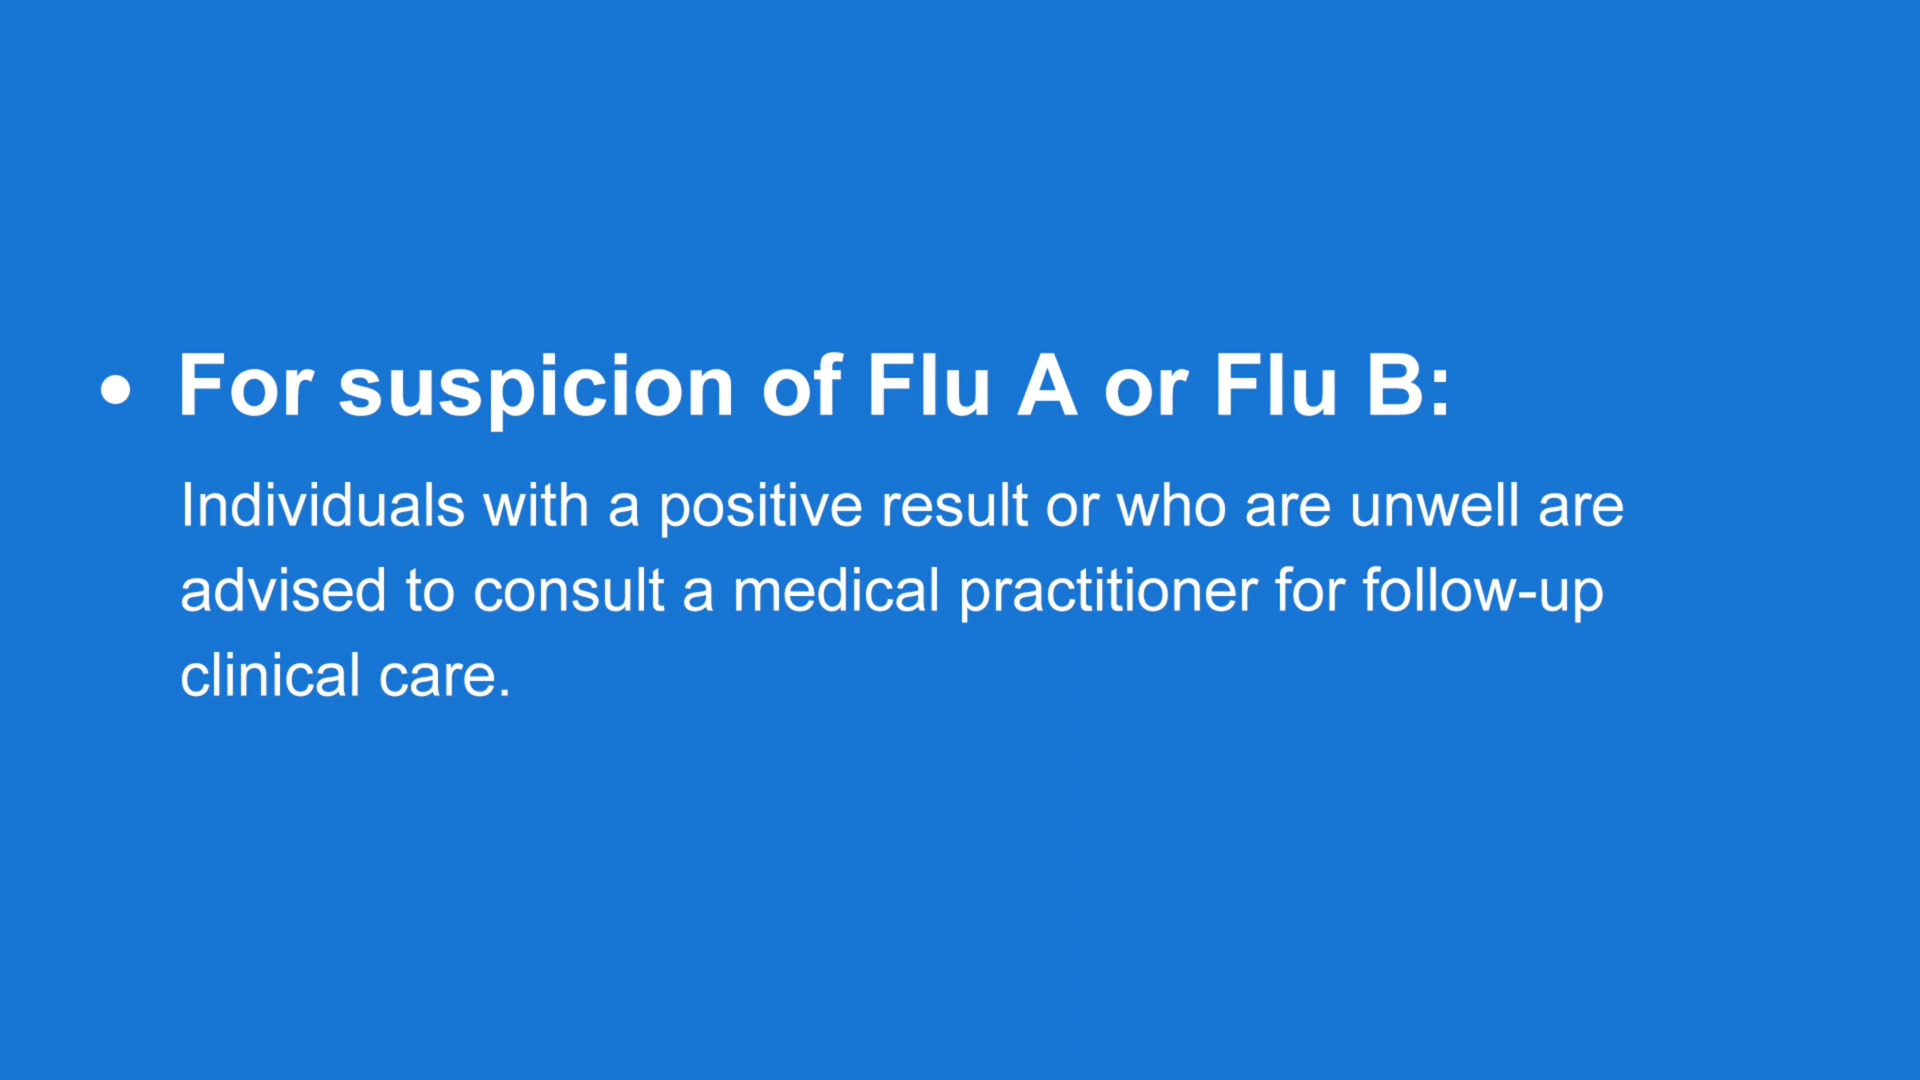 • For suspicion of Flu A or Flu B:
Individuals with a positive result or who are unwell are
advised to consult a medical practitioner for follow-up
clinical care.